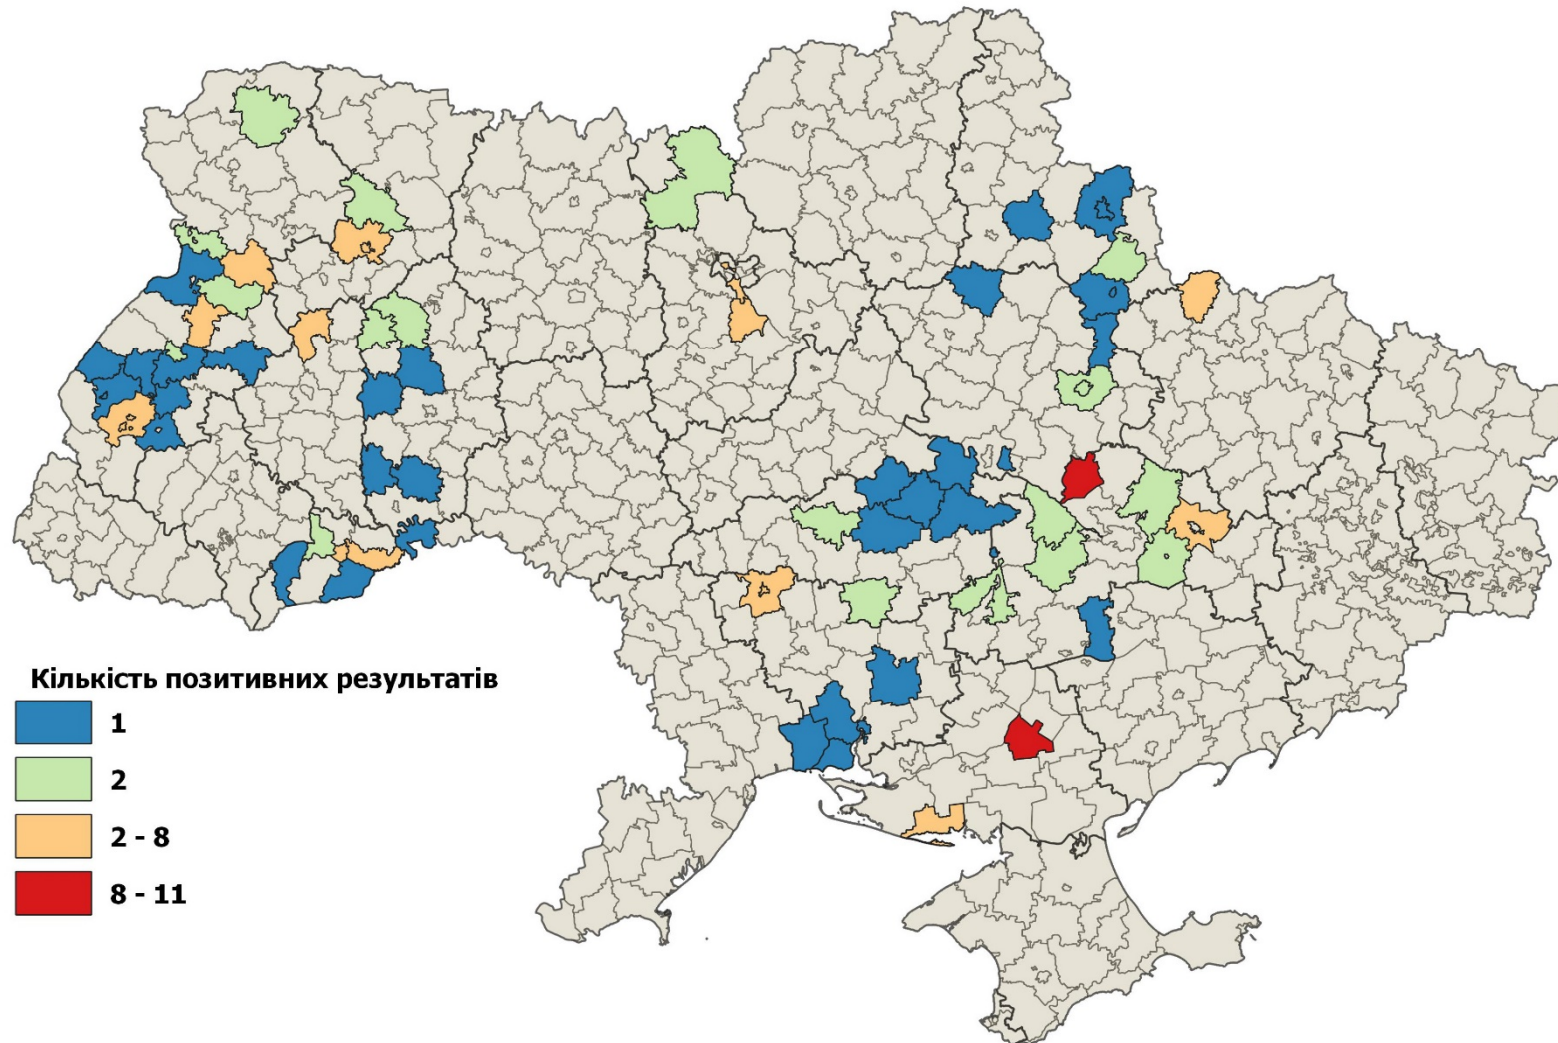 Кількість позитивних результатів
1
2
2 - 8
8 - 11